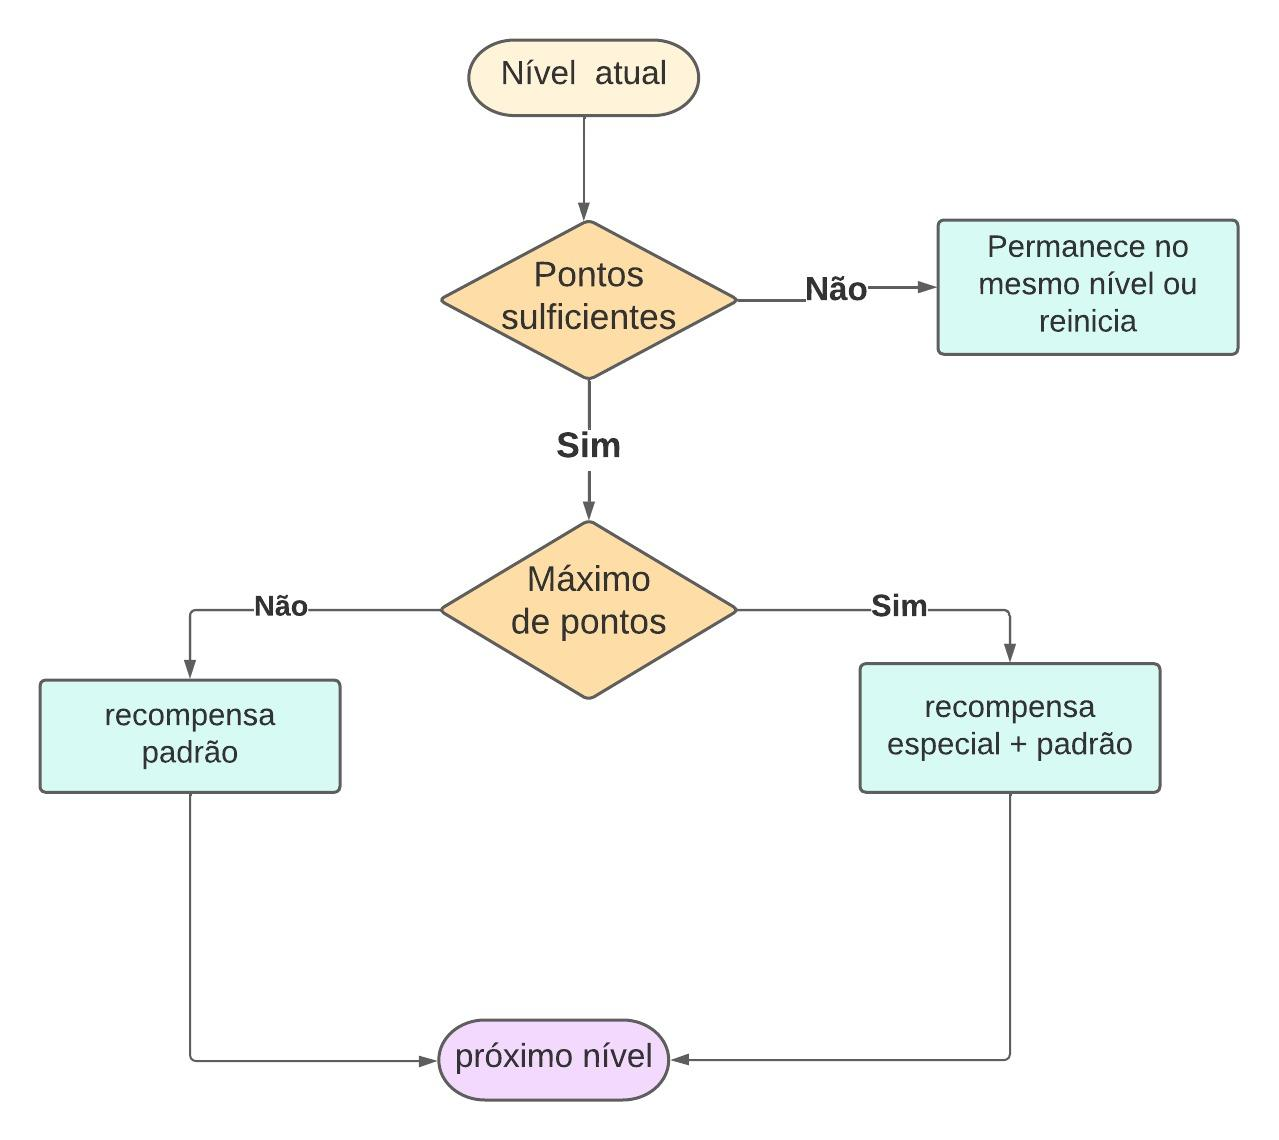 Nível  atual
Pontos
sulficientes
Não
Permanece no
mesmo nível ou
reinicia
Sim
Máximo
de pontos
Não
Sim
recompensa
padrão
recompensa
especial + padrão
próximo nível